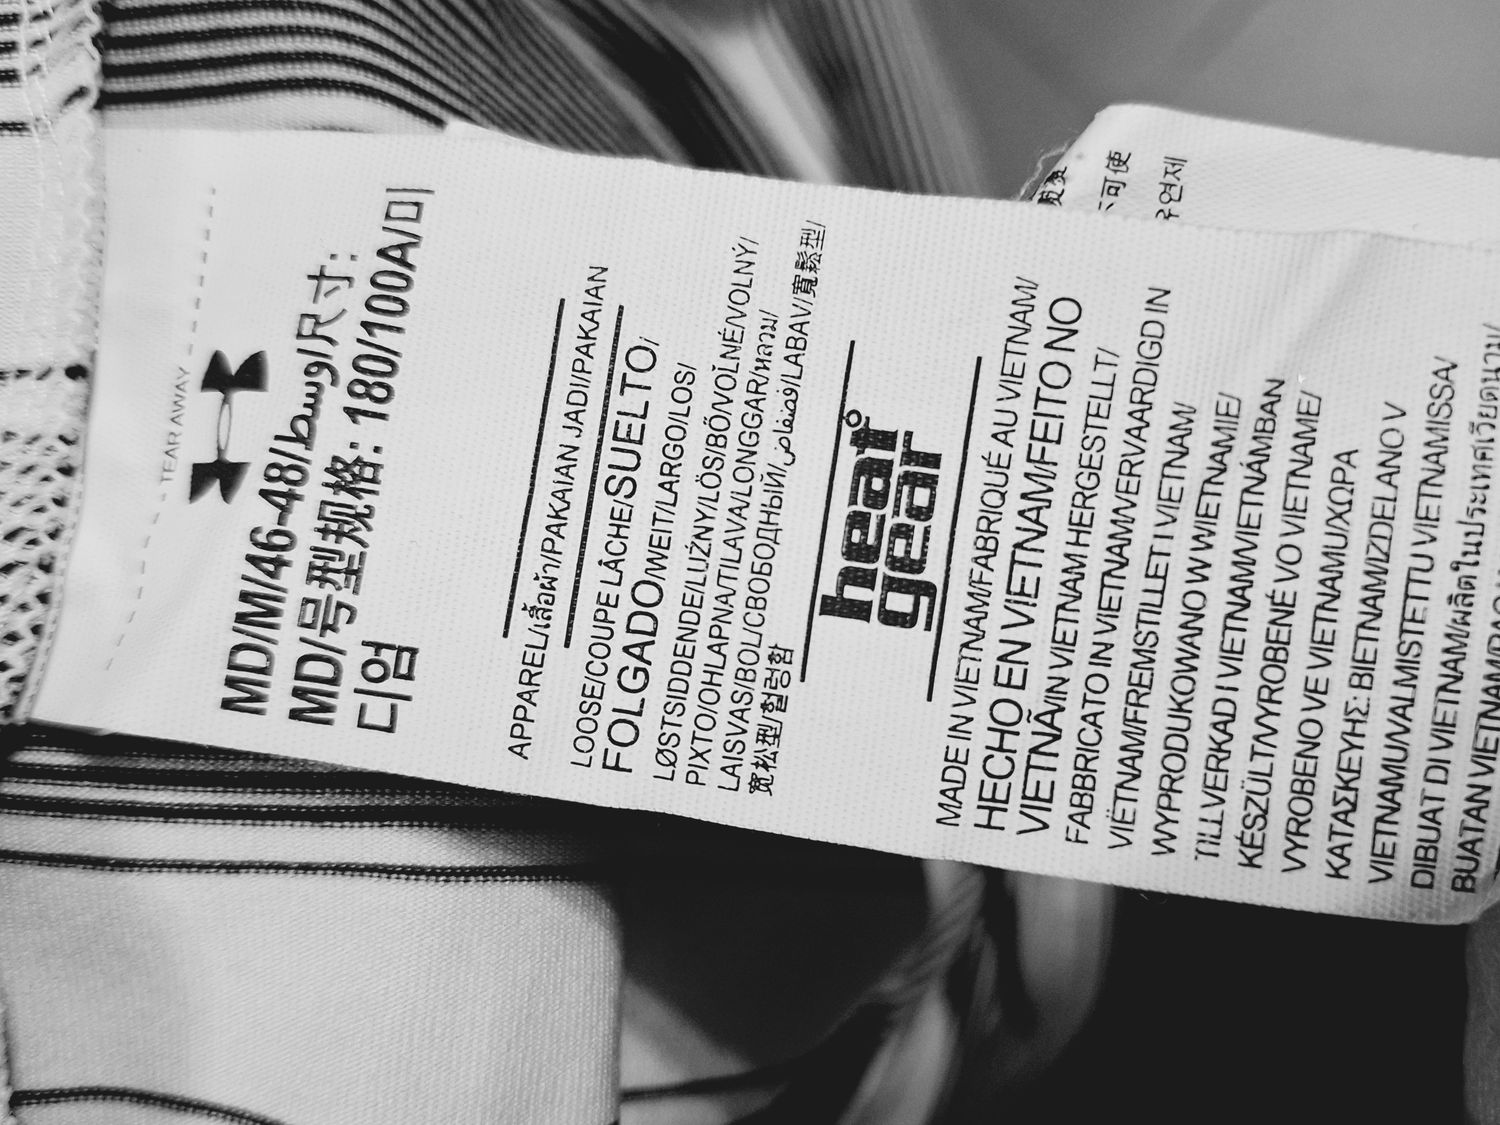 TEAR AWAY
MD/M/M/46-48/وسط/尺寸:
MD/号型规格: 180/100A/미
디엄
APPAREL/เสื้อผ้า/PAKAIAN JADI/PAKAIAN
LOOSE/COUPE LÂCHE/SUELTO/
FOLGADO/WEIT/LARGO/LOS/
LØSTSIDDENDE/LUŹNY/LÖS/BŐ/VOĽNÉ/VOLNÝ/
ΡΙΧΤΟ/OHLAPNA/TILAVA/LONGGAR/หลวม/
LAISVAS/BOL/СВОБОДНЫЙ/فضفاض/LABAV/寬鬆型/
宽松型/헐렁함
heat
gear
MADE IN VIETNAM/FABRIQUÉ AU VIETNAM/
HECHO EN VIETNAM/FEITO NO
VIETNÃ/IN VIETNAM HERGESTELLT/
FABBRICATO IN VIETNAM/VERVAARDIGD IN
VIËTNAM/FREMSTILLET I VIETNAM/
WYPRODUKOWANO W WIETNAMIE/
TILLVERKAD I VIETNAM/VIETNÁMBAN
KÉSZÜLT/VYROBENÉ VO VIETNAME/
VYROBENO VE VIETNAMU/ΧΩΡΑ
ΚΑΤΑΣΚΕΥΗΣ: ΒΙΕΤΝΑΜ/IZDELANO V
VIETNAMU/VALMISTETTU VIETNAMISSA/
DIBUAT DI VIETNAM/ผลิตในประเทศเวียดนาม/
BUATAN VIETNAM/
可使
연제